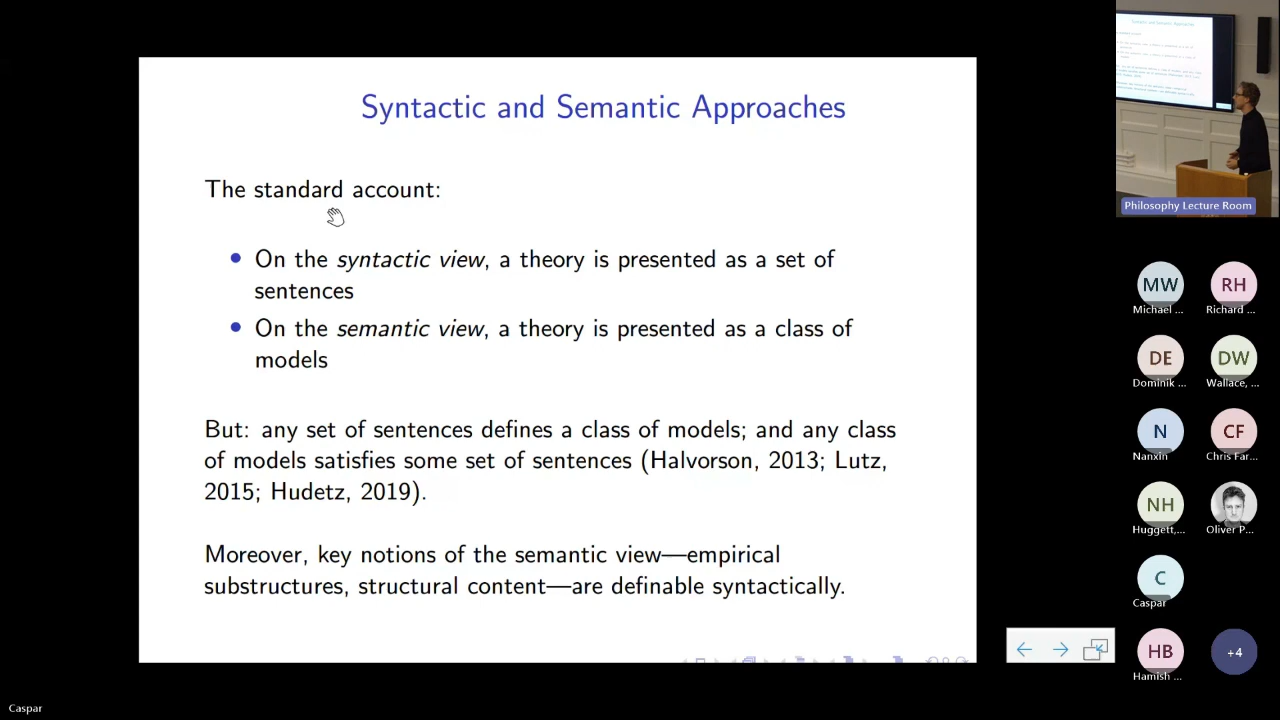 Syntactic and Semantic Approaches
The standard account:
• On the syntactic view, a theory is presented as a set of
sentences
• On the semantic view, a theory is presented as a class of
models
But: any set of sentences defines a class of models; and any class
of models satisfies some set of sentences (Halvorson, 2013; Lutz,
2015; Hudetz, 2019).
Moreover, key notions of the semantic view—empirical
substructures, structural content—are definable syntactically.
Philosophy Lecture Room
MW
RH
Michael ...
Richard ...
DE
DW
Dominik ...
Wallace, ...
N
CF
Nanxin
Chris Far...
NH
Huggett,...
Oliver P...
C
Caspar
HB
+4
Hamish ...
Caspar